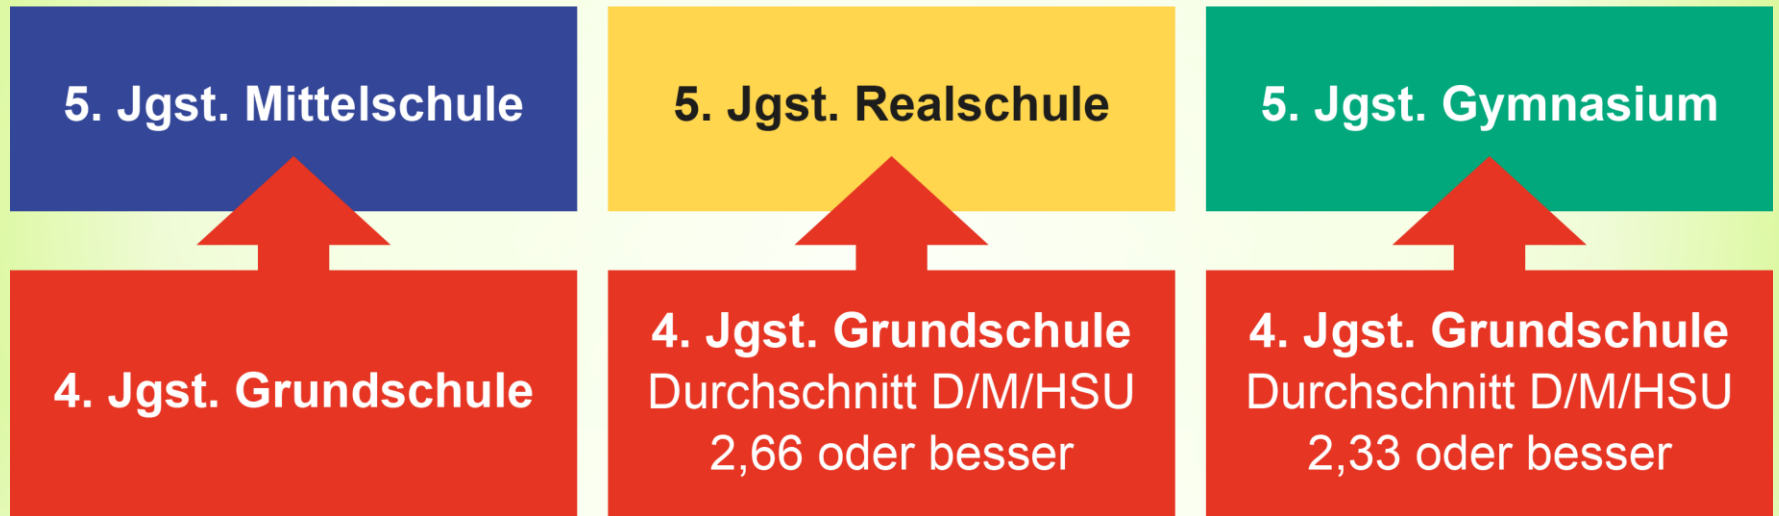 5. Jgst. Mittelschule
5. Jgst. Realschule
5. Jgst. Gymnasium
4. Jgst. Grundschule
4. Jgst. Grundschule
Durchschnitt D/M/HSU
2,66 oder besser
4. Jgst. Grundschule
Durchschnitt D/M/HSU
2,33 oder besser